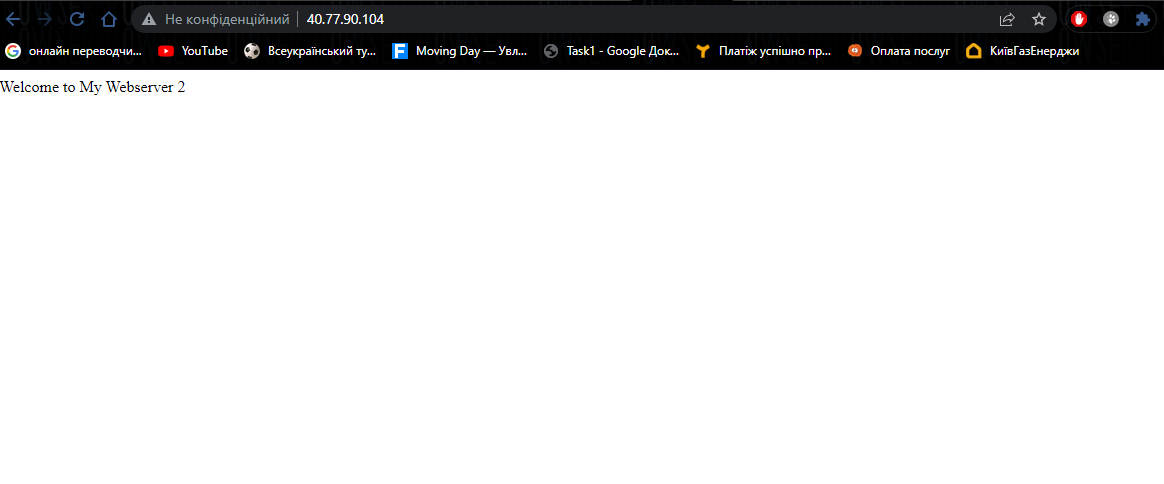 Не конфіденційний 40.77.90.104
онлайн переводчи... YouTube Всеукраїнський ту... Moving Day — Увл... Task1 - Google Док... Платіж успішно пр... Оплата послуг КиївГазЕнерджи
Welcome to My Webserver 2